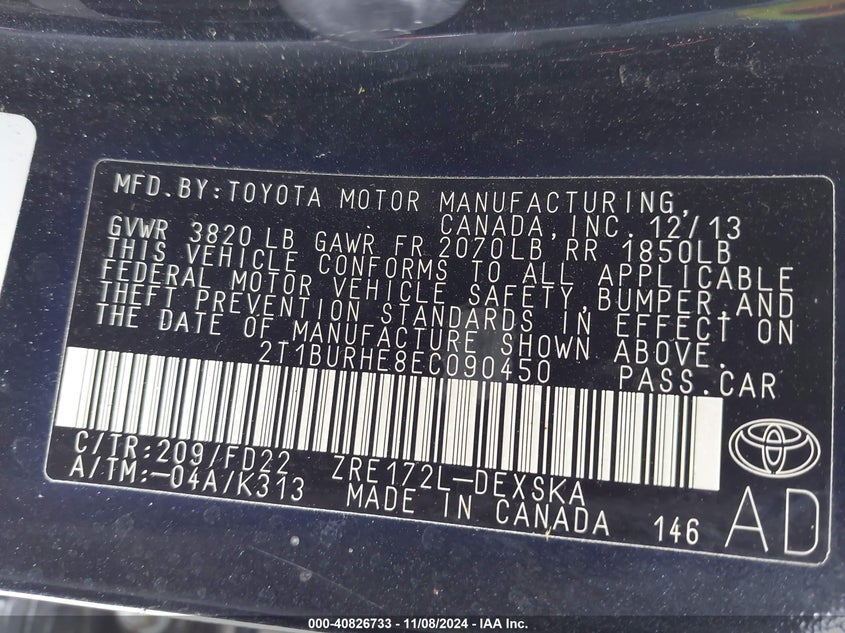 MFD.BY:TOYOTA MOTOR MANUFACTURING,
CANADA,INC. 12/13
GVWR 3820 LB GAWR FR 2070LB RR 1850LB
THIS VEHICLE CONFORMS TO ALL APPLICABLE
FEDERAL MOTOR VEHICLE SAFETY,BUMPER,AND
THEFT PREVENTION STANDARDS IN EFFECT ON
THE DATE OF MANUFACTURE SHOWN ABOVE.
2T1BURHE8EC090450 PASS.CAR
C/TR:209/FD22 ZRE172L-DEXSKA
A/TM:-04A/K313 MADE IN CANADA 146 AD
000-40826733 - 11/08/2024 - IAA Inc.